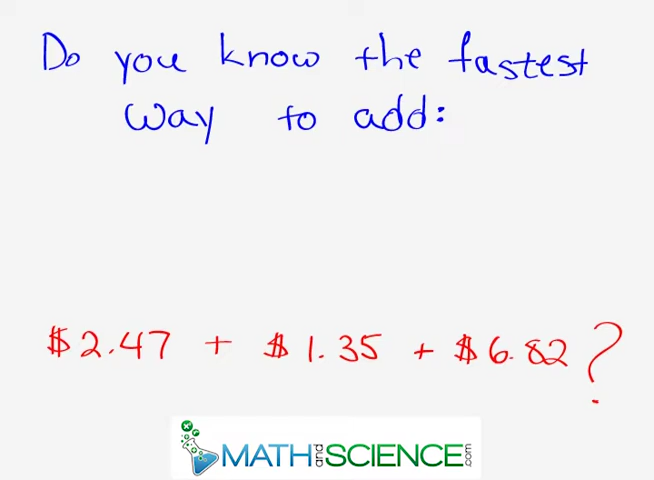 Do you know the fastest
way to add:
$2.47 + $1.35 + $6.82?
MATH and SCIENCE.com